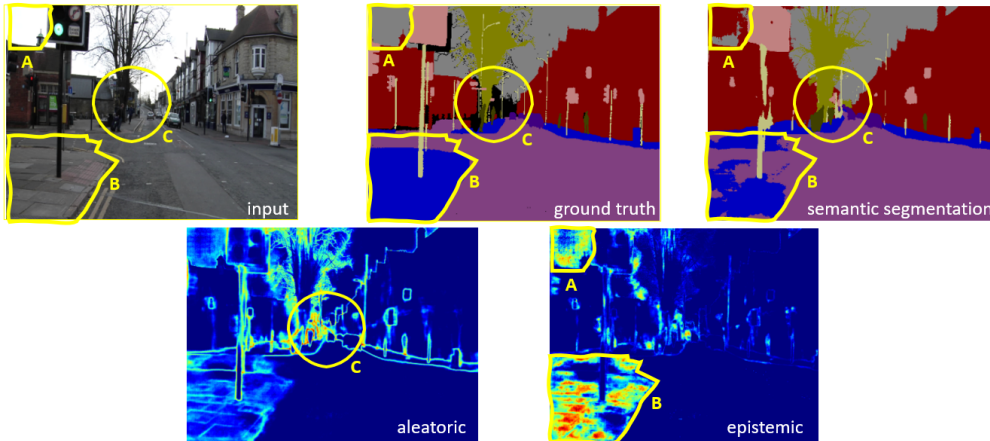 A
C
B
input
A
C
B
ground truth
A
C
B
semantic segmentation
C
aleatoric
A
B
epistemic